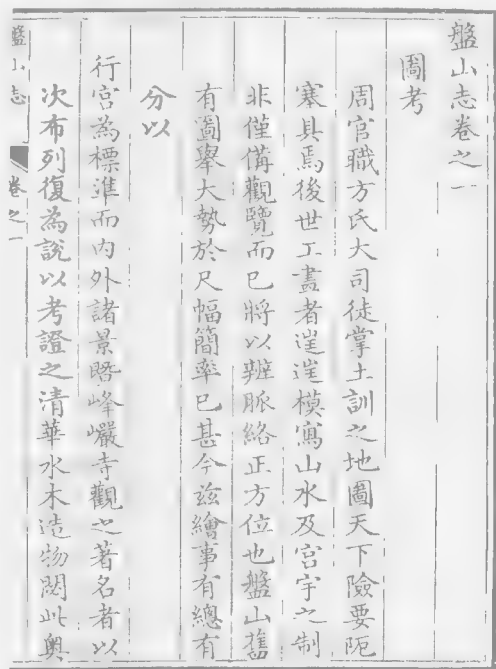 盤山志卷之一
圖考
周官職方氏大司徒掌土訓之地圖天下險要阨
塞具焉後世工畫者遑遑模寫山水及宮宇之制
非僅備觀覽而已將以辨脈絡正方位也盤山舊
有圖舉大勢於尺幅簡率已甚今茲繪事有總有
分以
行宮為標準而內外諸景暨峰巖寺觀之著名者以
次布列復為說以考證之清華水木造物閟此奧
盤山志
卷之一